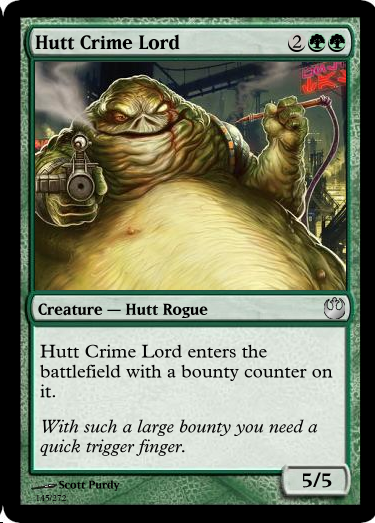 Hutt Crime Lord 2
Creature — Hutt Rogue
Hutt Crime Lord enters the
battlefield with a bounty counter on
it.
With such a large bounty you need a
quick trigger finger.
5/5
Scott Purdy
145/272